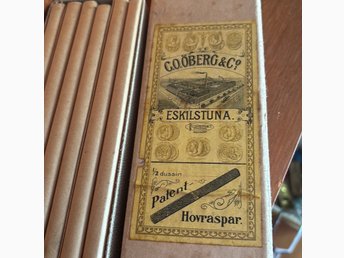 C.O.ÖBERG & Co.
ESKILSTUNA.
1/2 dussin
Patent
Hovraspar.